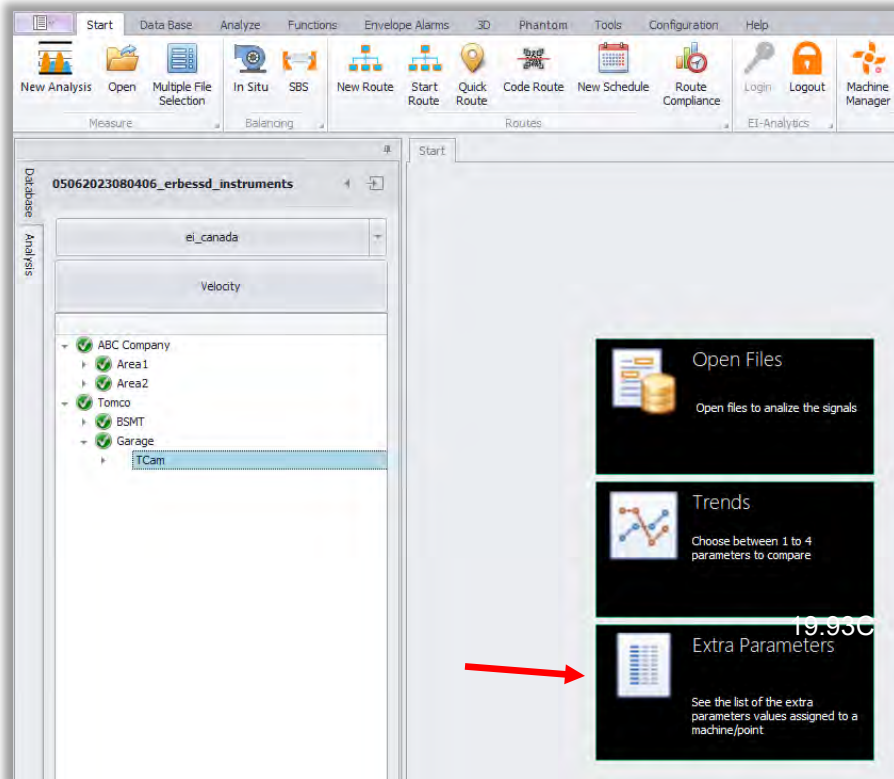 Start Data Base Analyze Functions Envelope Alarms 3D Phantom Tools Configuration Help
New Analysis Open Multiple File Selection In Situ SBS New Route Start Route Quick Route Code Route New Schedule Route Compliance Login Logout Machine Manager
Measure Balancing Routes EI-Analytics
Start
Database
Analysis
05062023080406_erbessd_instruments
ei_canada
Velocity
ABC Company
Area1
Area2
Tomco
BSMT
Garage
TCam
Open Files
Open files to analize the signals
Trends
Choose between 1 to 4
parameters to compare
19.93C
Extra Parameters
See the list of the extra
parameters values assigned to a
machine/point